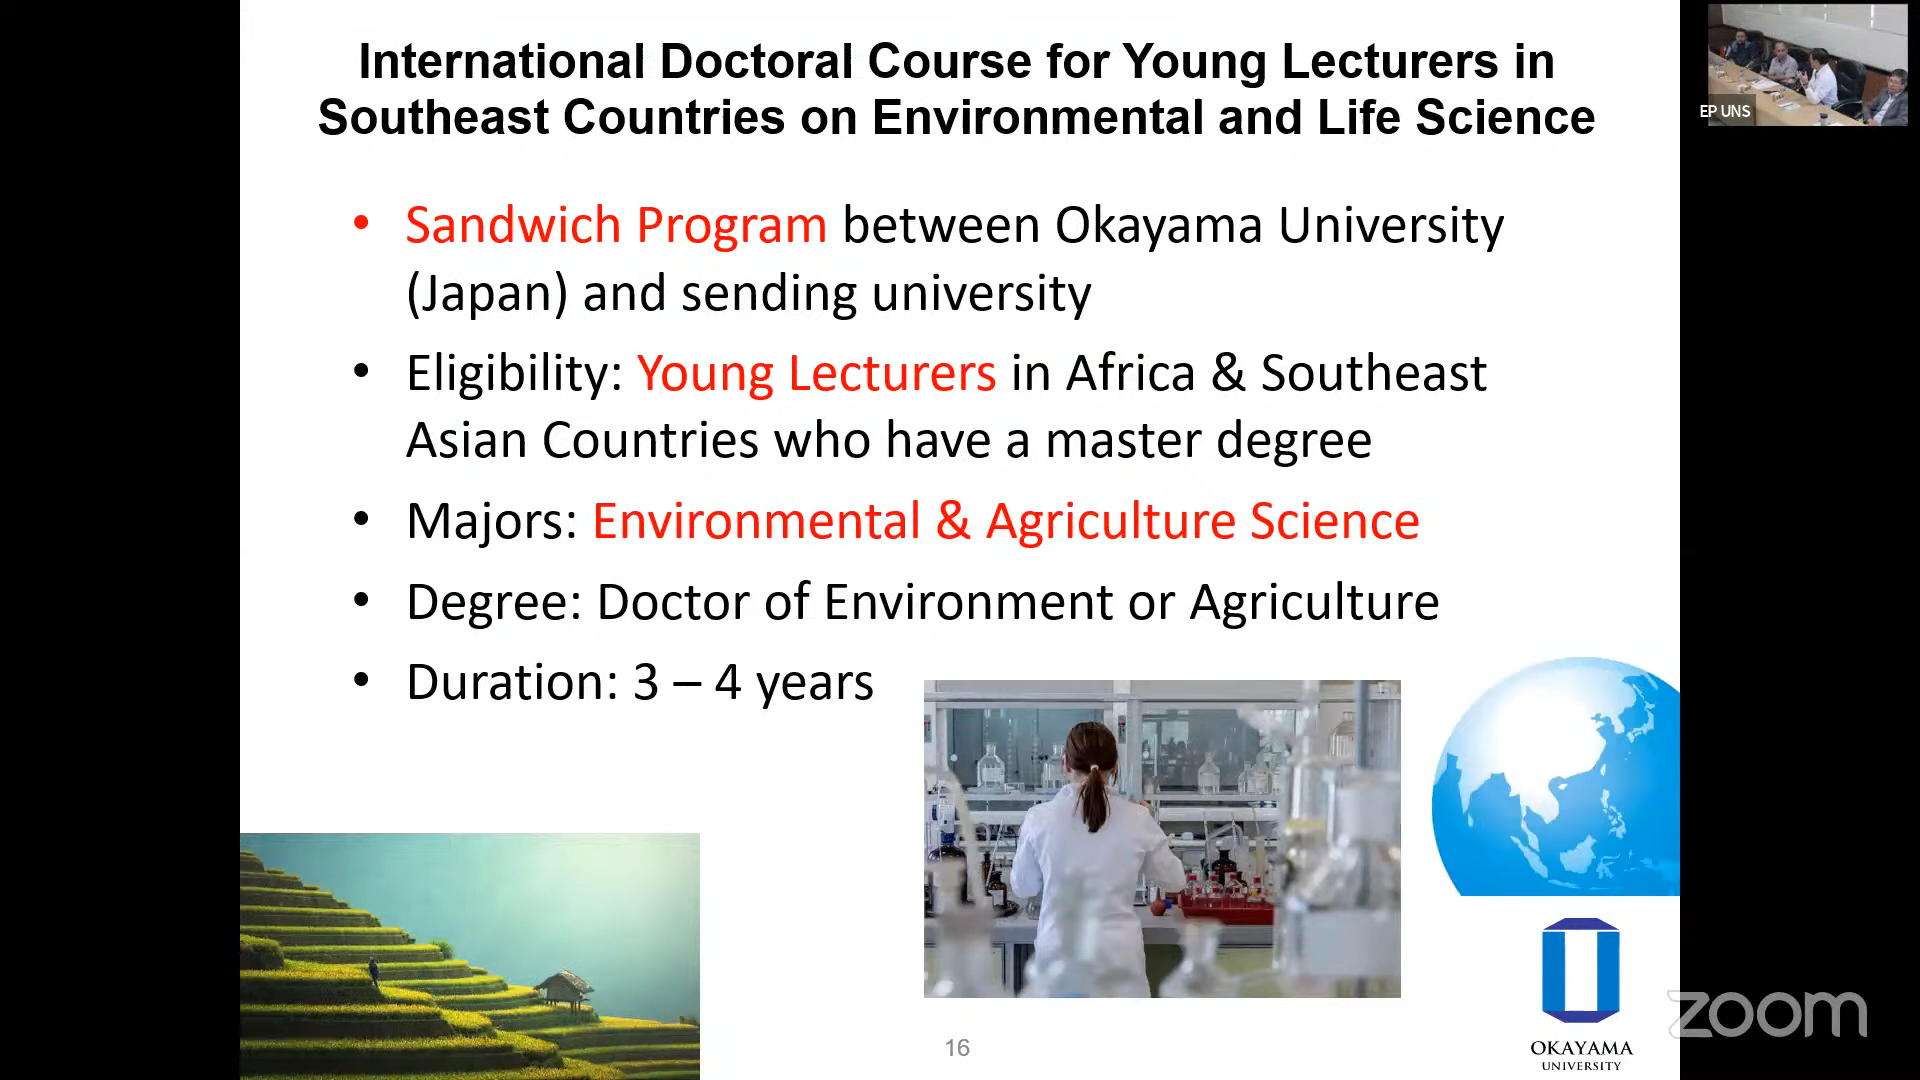 International Doctoral Course for Young Lecturers in
Southeast Countries on Environmental and Life Science
• Sandwich Program between Okayama University
(Japan) and sending university
• Eligibility: Young Lecturers in Africa & Southeast
Asian Countries who have a master degree
• Majors: Environmental & Agriculture Science
• Degree: Doctor of Environment or Agriculture
• Duration: 3 – 4 years
16
OKAYAMA
UNIVERSITY
EP UNS
zoom